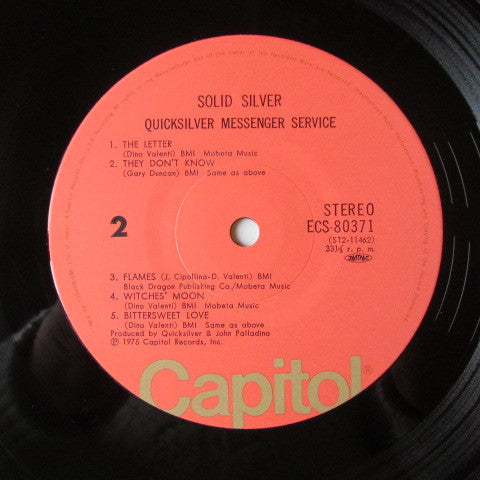 SOLID SILVER
QUICKSILVER MESSENGER SERVICE
1. THE LETTER
(Dino Valenti) BMI Mobeta Music
2. THEY DON'T KNOW
(Gary Duncan) BMI Same as above
2
STEREO
ECS-80371
(ST2-11462)
33⅓ r. p. m.
3. FLAMES (J. Cipollina-D. Valenti) BMI
Black Dragon Publishing Co./Mobeta Music
4. WITCHES' MOON
(Dino Valenti) BMI Mobeta Music
5. BITTERSWEET LOVE
(Dino Valenti) BMI Same as above
Produced by Quicksilver & John Palladino
Ⓟ 1975 Capitol Records, Inc.
Capitol®